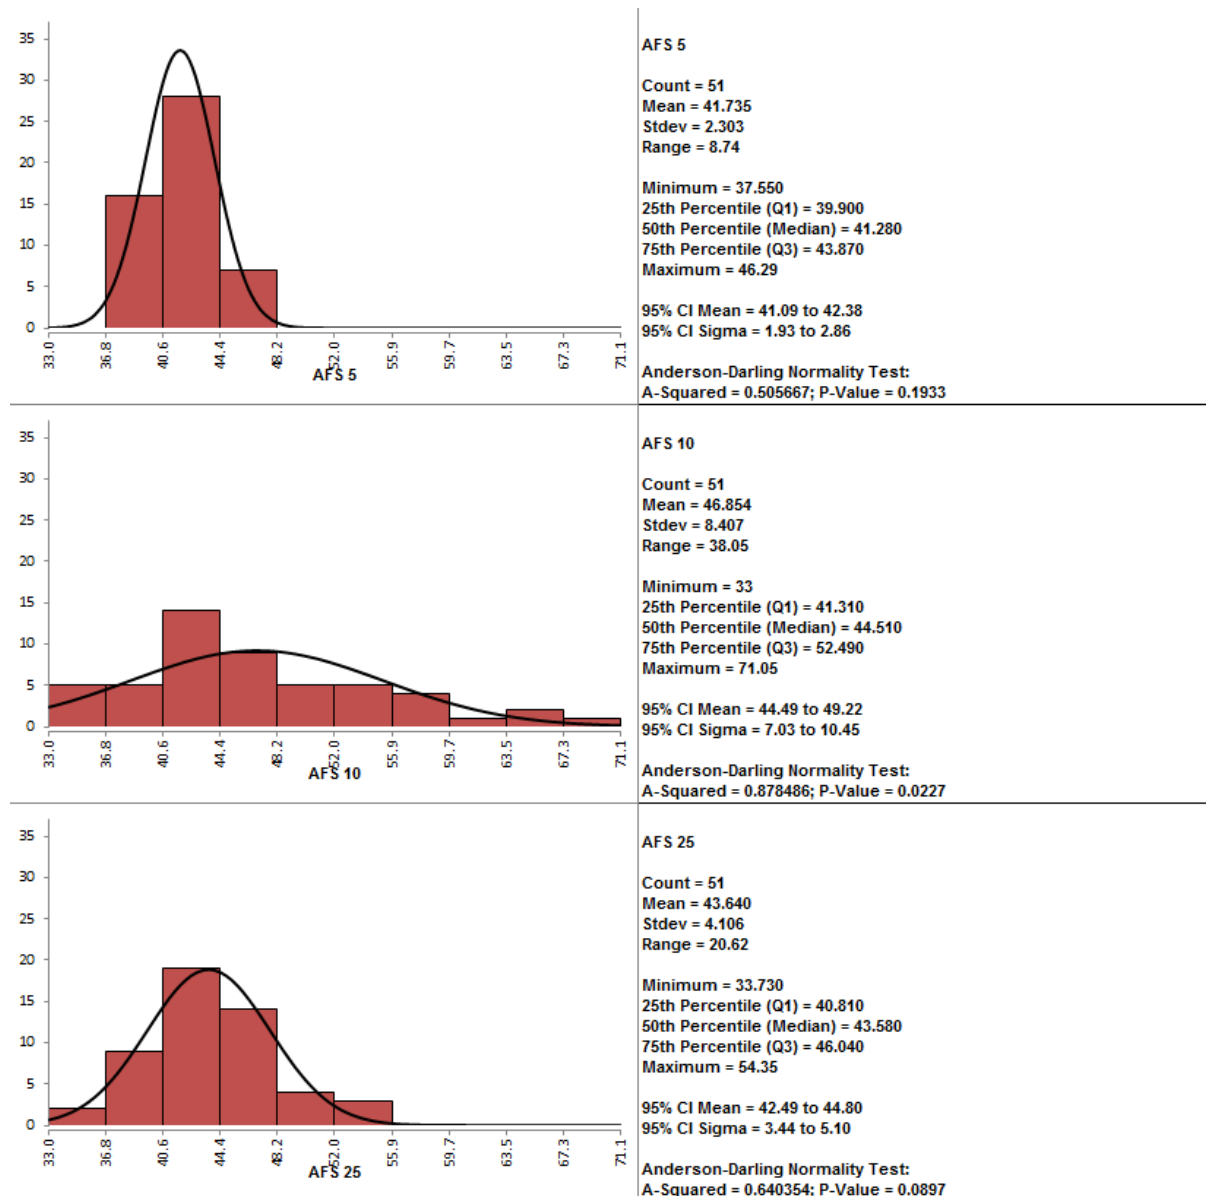 35
30
25
20
15
10
5
0
33.0
36.8
40.6
44.4
48.2
52.0
55.9
59.7
63.5
67.3
71.1
AFS 5
AFS 5
Count = 51
Mean = 41.735
Stdev = 2.303
Range = 8.74
Minimum = 37.550
25th Percentile (Q1) = 39.900
50th Percentile (Median) = 41.280
75th Percentile (Q3) = 43.870
Maximum = 46.29
95% CI Mean = 41.09 to 42.38
95% CI Sigma = 1.93 to 2.86
Anderson-Darling Normality Test:
A-Squared = 0.505667; P-Value = 0.1933
35
30
25
20
15
10
5
0
33.0
36.8
40.6
44.4
48.2
52.0
55.9
59.7
63.5
67.3
71.1
AFS 10
AFS 10
Count = 51
Mean = 46.854
Stdev = 8.407
Range = 38.05
Minimum = 33
25th Percentile (Q1) = 41.310
50th Percentile (Median) = 44.510
75th Percentile (Q3) = 52.490
Maximum = 71.05
95% CI Mean = 44.49 to 49.22
95% CI Sigma = 7.03 to 10.45
Anderson-Darling Normality Test:
A-Squared = 0.878486; P-Value = 0.0227
35
30
25
20
15
10
5
0
33.0
36.8
40.6
44.4
48.2
52.0
55.9
59.7
63.5
67.3
71.1
AFS 25
AFS 25
Count = 51
Mean = 43.640
Stdev = 4.106
Range = 20.62
Minimum = 33.730
25th Percentile (Q1) = 40.810
50th Percentile (Median) = 43.580
75th Percentile (Q3) = 46.040
Maximum = 54.35
95% CI Mean = 42.49 to 44.80
95% CI Sigma = 3.44 to 5.10
Anderson-Darling Normality Test:
A-Squared = 0.640354; P-Value = 0.0897